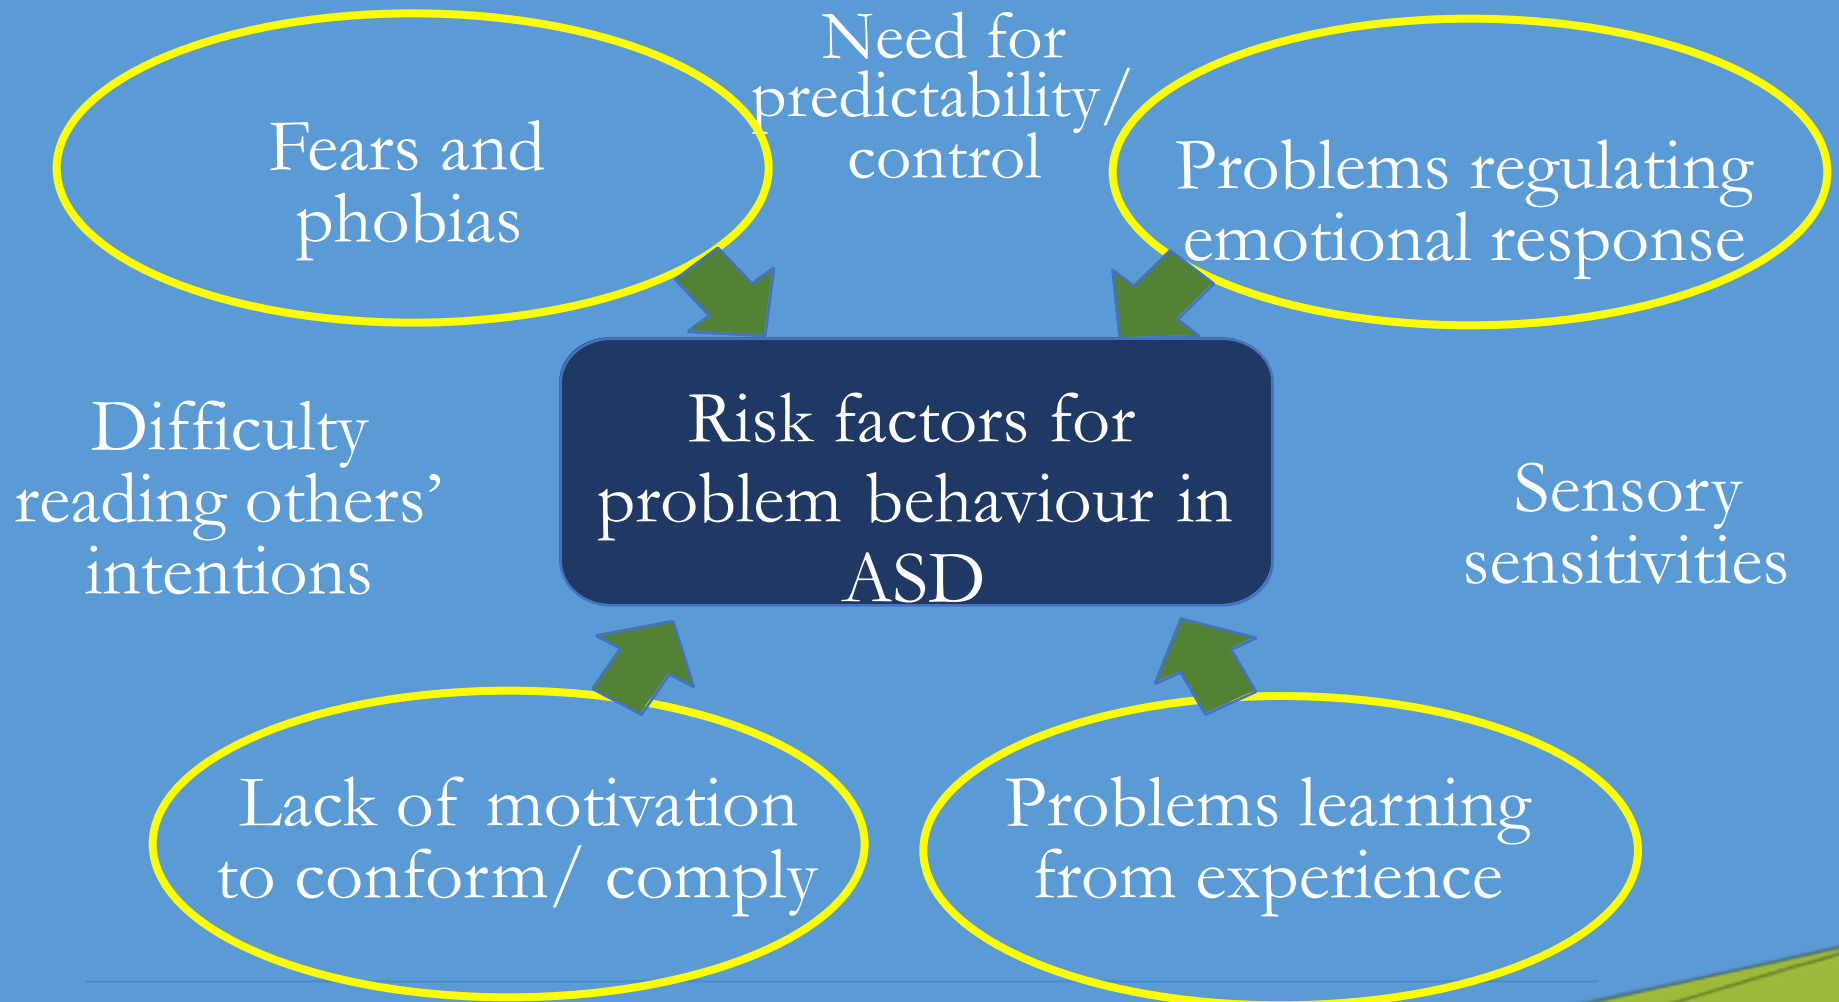 Need for
predictability/
control
Fears and
phobias
Problems regulating
emotional response
Difficulty
reading others’
intentions
Risk factors for
problem behaviour in
ASD
Sensory
sensitivities
Lack of motivation
to conform/ comply
Problems learning
from experience